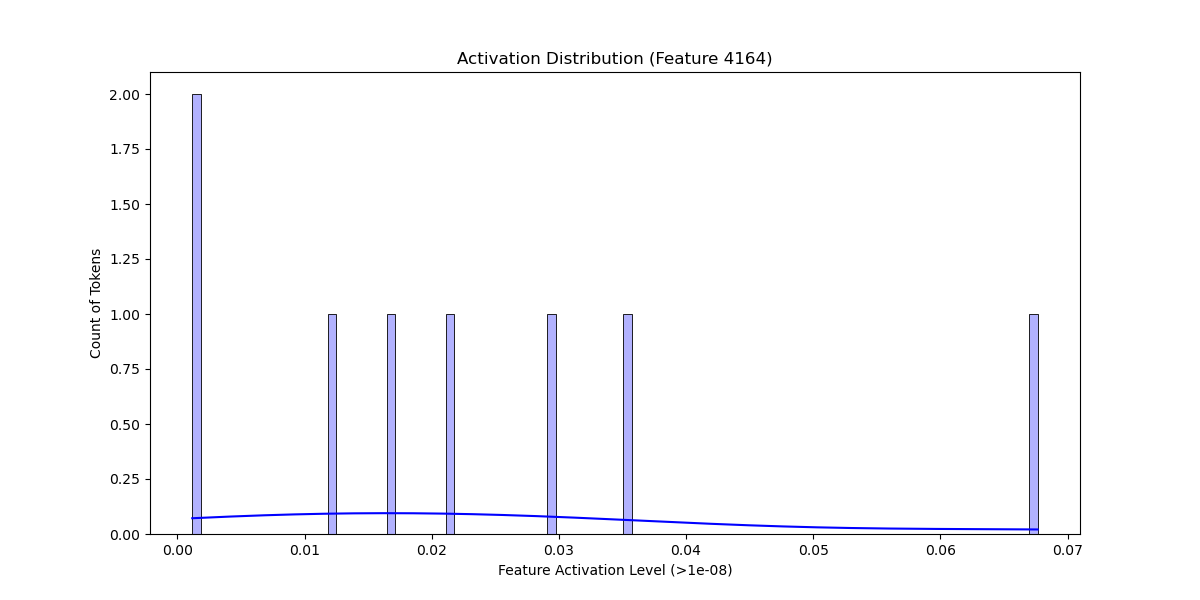 Activation Distribution (Feature 4164)
2.00
1.75
1.50
1.25
1.00
0.75
0.50
0.25
0.00
Count of Tokens
0.00 0.01 0.02 0.03 0.04 0.05 0.06 0.07
Feature Activation Level (>1e-08)